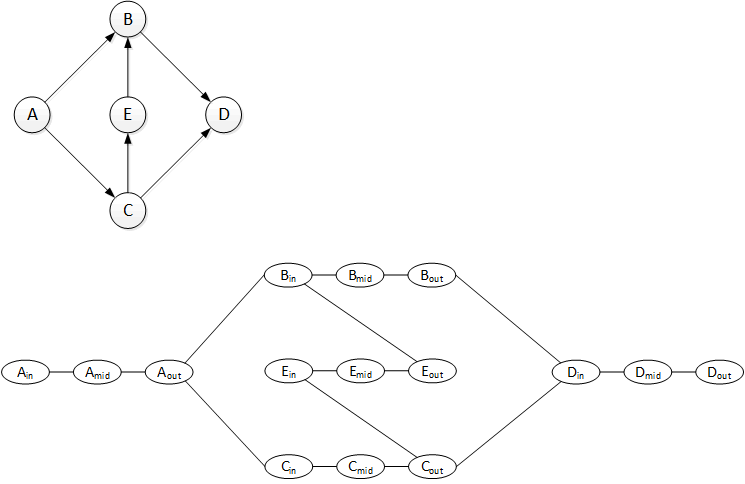 B
A E D
C
Bin Bmid Bout
Ain Amid Aout Ein Emid Eout Din Dmid Dout
Cin Cmid Cout